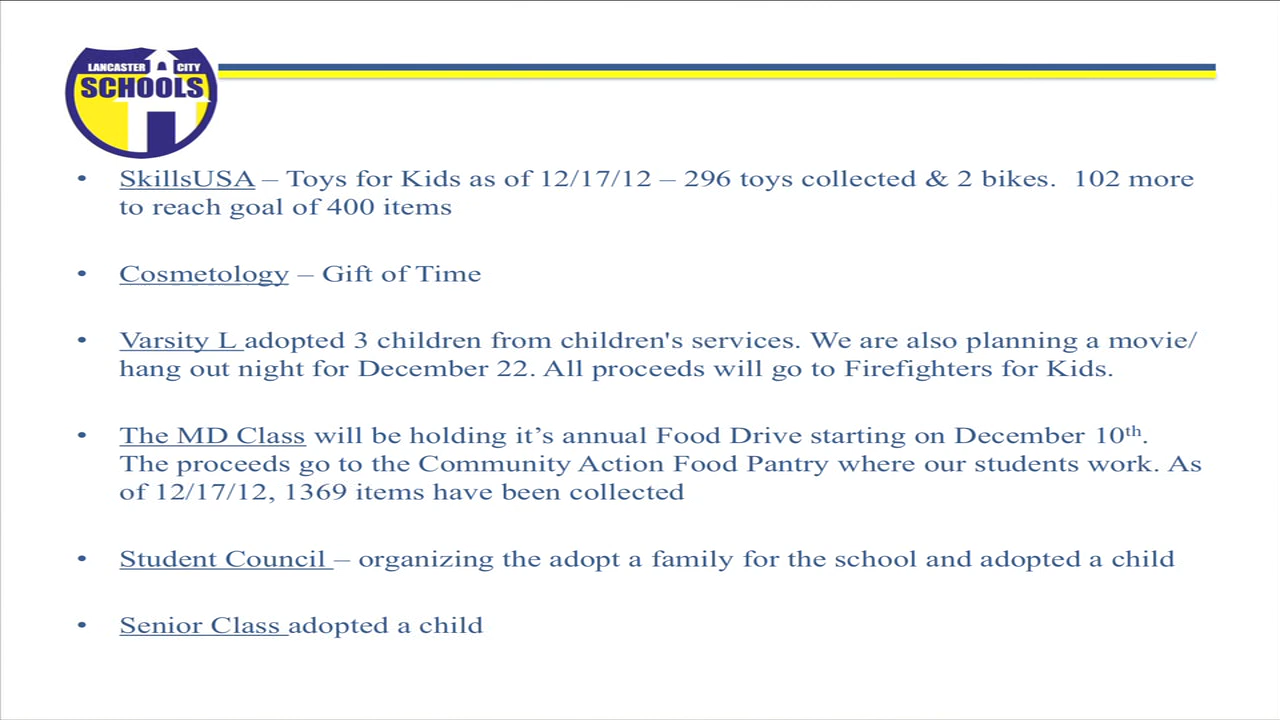 LANCASTER CITY
SCHOOLS
• SkillsUSA – Toys for Kids as of 12/17/12 – 296 toys collected & 2 bikes.  102 more
to reach goal of 400 items
• Cosmetology – Gift of Time
• Varsity L adopted 3 children from children's services. We are also planning a movie/
hang out night for December 22. All proceeds will go to Firefighters for Kids.
• The MD Class will be holding it’s annual Food Drive starting on December 10th.
The proceeds go to the Community Action Food Pantry where our students work. As
of 12/17/12, 1369 items have been collected
• Student Council – organizing the adopt a family for the school and adopted a child
• Senior Class adopted a child